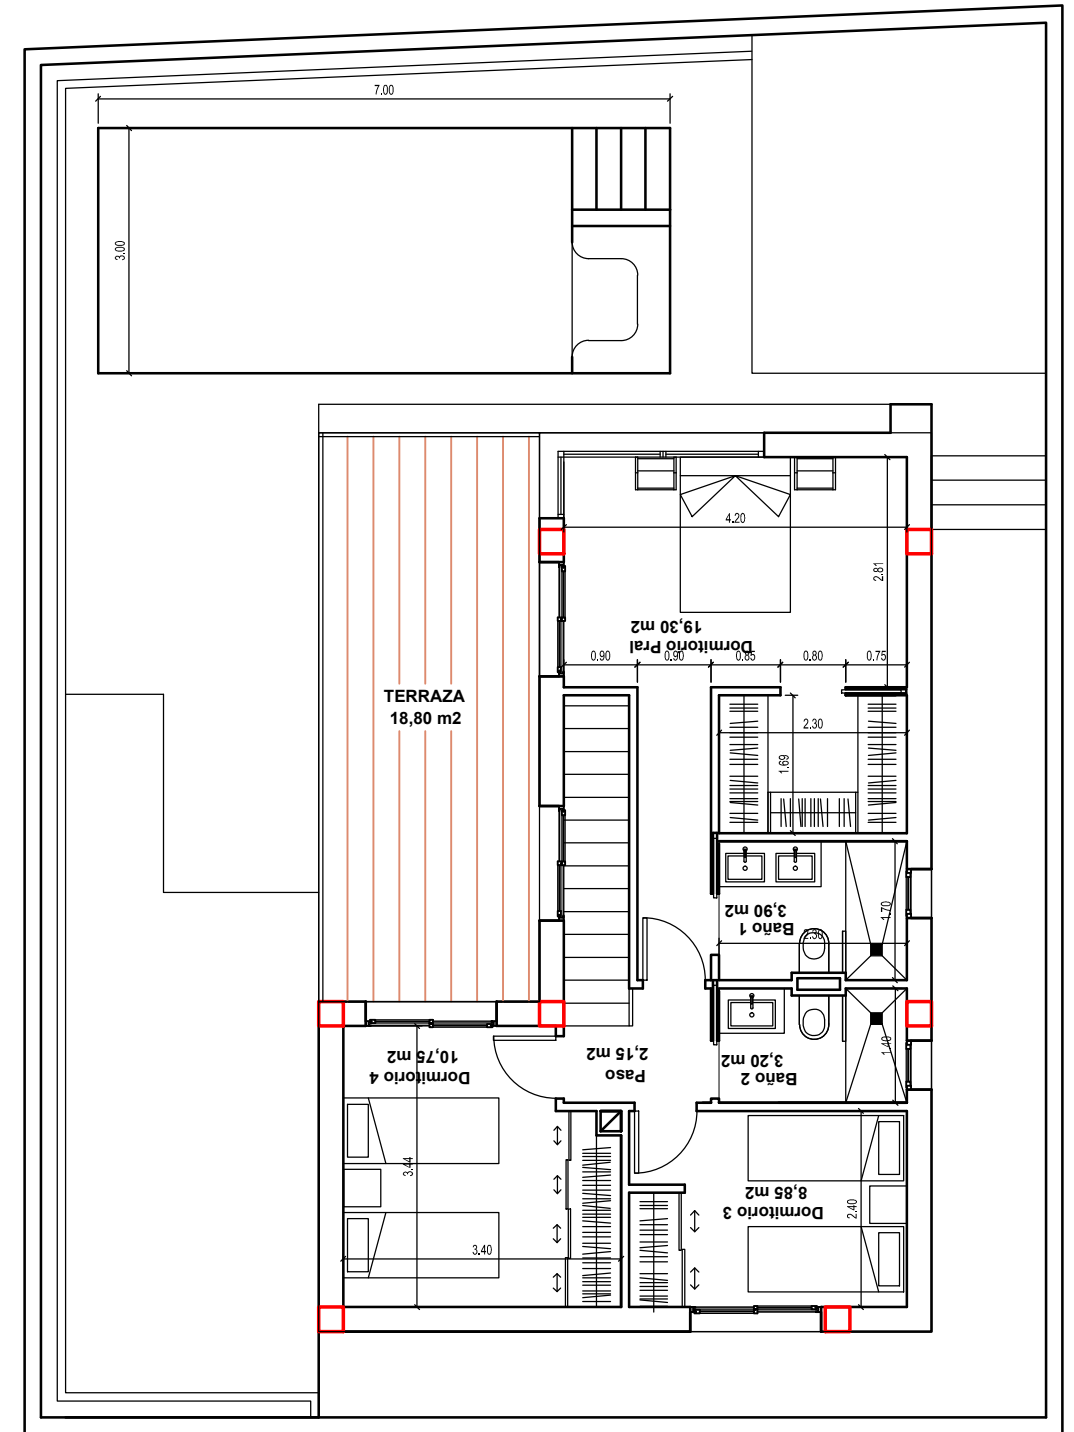 7.00
3.00
4.20
2.81
Dormitorio Pral
19,30 m2
0.90
0.90
0.85
0.80
0.75
TERRAZA
18,80 m2
2.30
1.69
Baño 1
3,90 m2
1.70
2.30
Paso
2,15 m2
Baño 2
3,20 m2
1.40
Dormitorio 4
10,75 m2
3.44
3.40
Dormitorio 3
8,85 m2
2.40